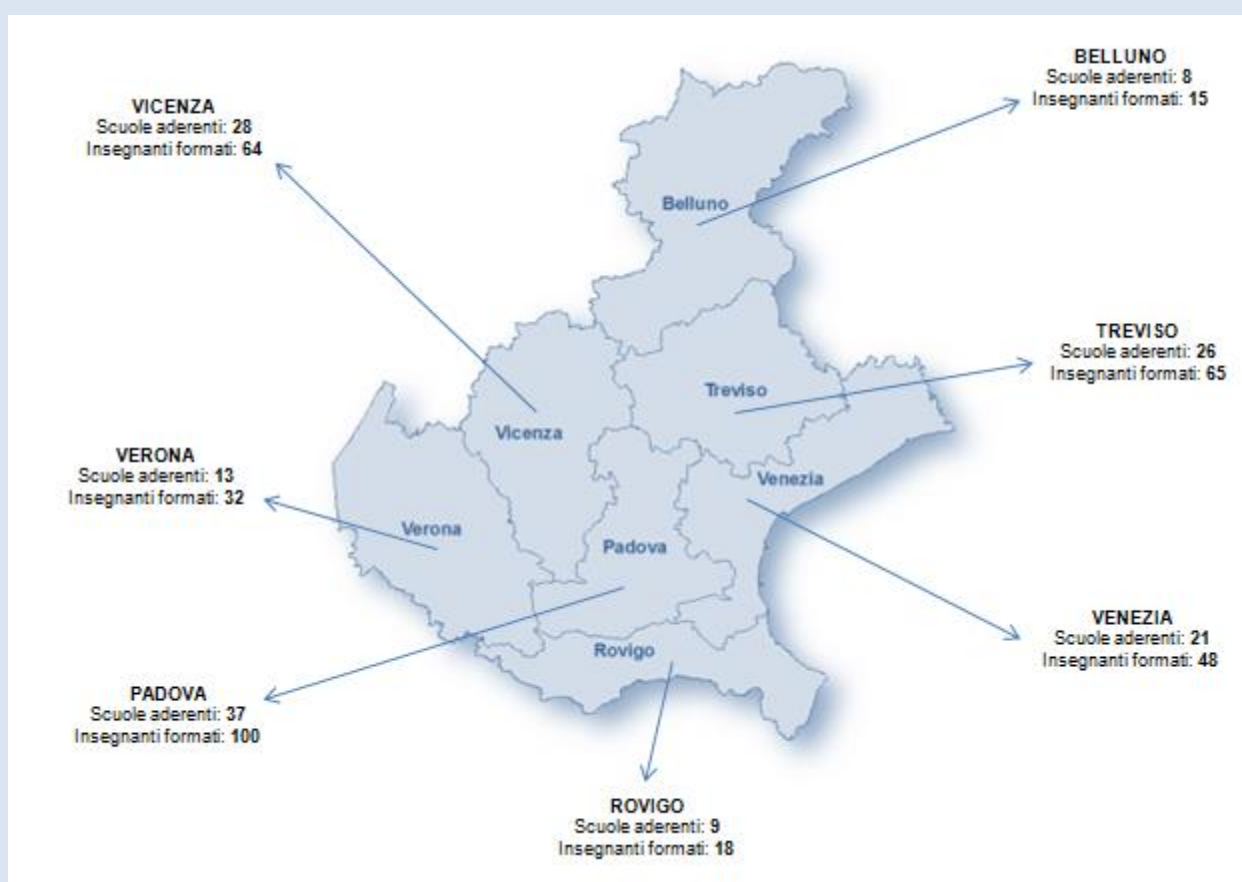 BELLUNO
Scuole aderenti: 8
Insegnanti formati: 15
VICENZA
Scuole aderenti: 28
Insegnanti formati: 64
Belluno
TREVISO
Scuole aderenti: 26
Insegnanti formati: 65
Treviso
Vicenza
VERONA
Scuole aderenti: 13
Insegnanti formati: 32
Venezia
Verona
Padova
VENEZIA
Scuole aderenti: 21
Insegnanti formati: 48
Rovigo
PADOVA
Scuole aderenti: 37
Insegnanti formati: 100
ROVIGO
Scuole aderenti: 9
Insegnanti formati: 18